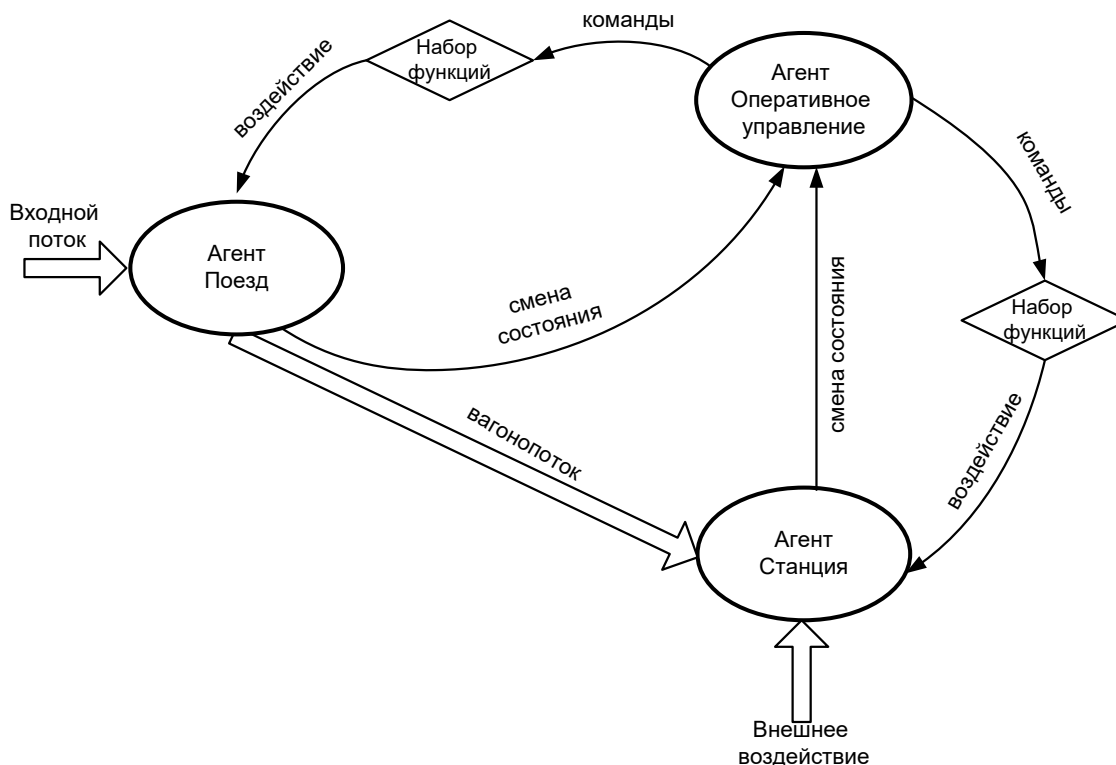 команды
Набор
функций
воздействие
Агент
Оперативное
управление
команды
Входной
поток
Агент
Поезд
смена
состояния
смена состояния
Набор
функций
вагонопоток
воздействие
Агент
Станция
Внешнее
воздействие